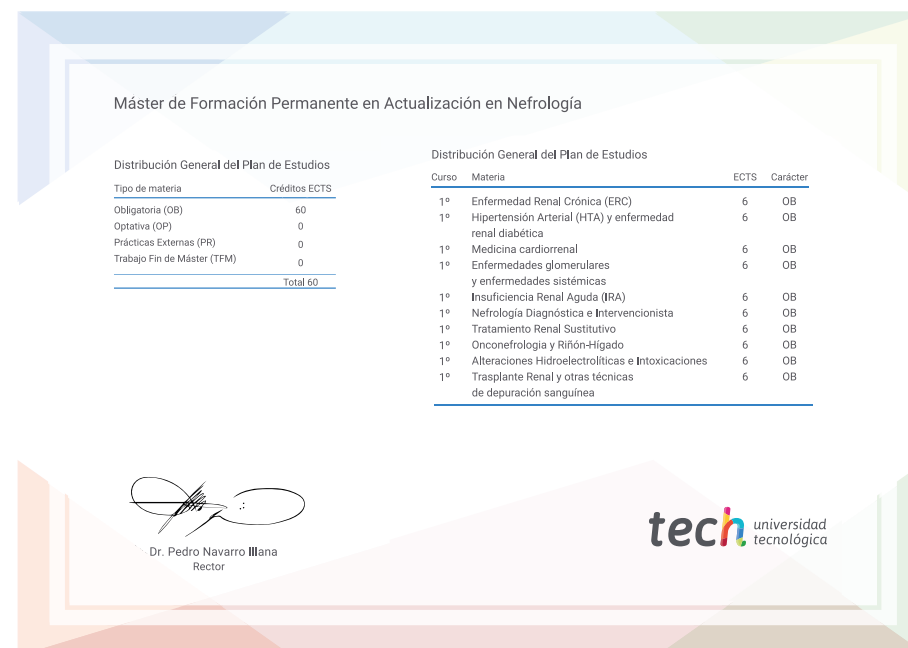 Máster de Formación Permanente en Actualización en Nefrología
Distribución General del Plan de Estudios
Tipo de materia Créditos ECTS
Obligatoria (OB) 60
Optativa (OP) 0
Prácticas Externas (PR) 0
Trabajo Fin de Máster (TFM) 0
Total 60
Distribución General del Plan de Estudios
Curso Materia ECTS Carácter
1º Enfermedad Renal Crónica (ERC) 6 OB
1º Hipertensión Arterial (HTA) y enfermedad 6 OB
renal diabética
1º Medicina cardiorrenal 6 OB
1º Enfermedades glomerulares 6 OB
y enfermedades sistémicas
1º Insuficiencia Renal Aguda (IRA) 6 OB
1º Nefrología Diagnóstica e Intervencionista 6 OB
1º Tratamiento Renal Sustitutivo 6 OB
1º Onconefrologia y Riñón-Hígado 6 OB
1º Alteraciones Hidroelectrolíticas e Intoxicaciones 6 OB
1º Trasplante Renal y otras técnicas 6 OB
de depuración sanguínea
Dr. Pedro Navarro Illana
Rector
tech universidad
tecnológica